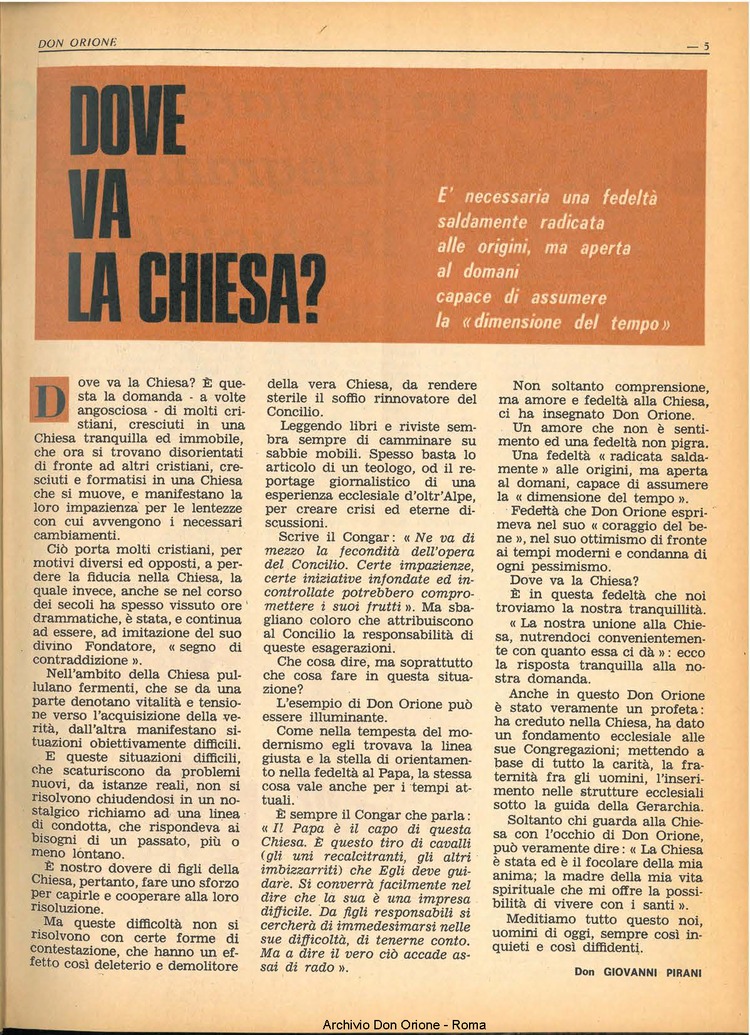 DON ORIONE
— 5
DOVE
VA
LA CHIESA?
E' necessaria una fedeltà
saldamente radicata
alle origini, ma aperta
al domani
capace di assumere
la « dimensione del tempo »
Dove va la Chiesa? È que-
sta la domanda - a volte
angosciosa - di molti cri-
stiani, cresciuti in una
Chiesa tranquilla ed immobile,
che ora si trovano disorientati
di fronte ad altri cristiani, cre-
sciuti e formatisi in una Chiesa
che si muove, e manifestano la
loro impazienza per le lentezze
con cui avvengono i necessari
cambiamenti.
Ciò porta molti cristiani, per
motivi diversi ed opposti, a per-
dere la fiducia nella Chiesa, la
quale invece, anche se nel corso
dei secoli ha spesso vissuto ore
drammatiche, è stata, e continua
ad essere, ad imitazione del suo
divino Fondatore, « segno di
contraddizione ».
Nell'ambito della Chiesa pul-
lulano fermenti, che se da una
parte denotano vitalità e tensio-
ne verso l'acquisizione della ve-
rità, dall'altra manifestano si-
tuazioni obiettivamente difficili.
E queste situazioni difficili,
che scaturiscono da problemi
nuovi, da istanze reali, non si
risolvono chiudendosi in un no-
stalgico richiamo ad una linea
di condotta, che rispondeva ai
bisogni di un passato, più o
meno lontano.
È nostro dovere di figli della
Chiesa, pertanto, fare uno sforzo
per capirle e cooperare alla loro
risoluzione.
Ma queste difficoltà non si
risolvono con certe forme di
contestazione, che hanno un ef-
fetto così deleterio e demolitore
della vera Chiesa, da rendere
sterile il soffio rinnovatore del
Concilio.
Leggendo libri e riviste sem-
bra sempre di camminare su
sabbie mobili. Spesso basta lo
articolo di un teologo, od il re-
portage giornalistico di una
esperienza ecclesiale d'oltr'Alpe,
per creare crisi ed eterne di-
scussioni.
Scrive il Congar: « Ne va di
mezzo la fecondità dell'opera
del Concilio. Certe impazienze,
certe iniziative infondate ed in-
controllate potrebbero compro-
mettere i suoi frutti ». Ma sba-
gliano coloro che attribuiscono
al Concilio la responsabilità di
queste esagerazioni.
Che cosa dire, ma soprattutto
che cosa fare in questa situa-
zione?
L'esempio di Don Orione può
essere illuminante.
Come nella tempesta del mo-
dernismo egli trovava la linea
giusta e la stella di orientamen-
to nella fedeltà al Papa, la stessa
cosa vale anche per i tempi at-
tuali.
È sempre il Congar che parla:
« Il Papa è il capo di questa
Chiesa. È questo tiro di cavalli
(gli uni recalcitranti, gli altri
imbizzarriti) che Egli deve gui-
dare. Si converrà facilmente nel
dire che la sua è una impresa
difficile. Da figli responsabili si
cercherà di immedesimarsi nelle
sue difficoltà, di tenerne conto.
Ma a dire il vero ciò accade as-
sai di rado ».
Non soltanto comprensione,
ma amore e fedeltà alla Chiesa,
ci ha insegnato Don Orione.
Un amore che non è senti-
mento ed una fedeltà non pigra.
Una fedeltà « radicata salda-
mente » alle origini, ma aperta
al domani, capace di assumere
la « dimensione del tempo ».
Fedeltà che Don Orione espri-
meva nel suo « coraggio del be-
ne », nel suo ottimismo di fronte
ai tempi moderni e condanna di
ogni pessimismo.
Dove va la Chiesa?
È in questa fedeltà che noi
troviamo la nostra tranquillità.
« La nostra unione alla Chie-
sa, nutrendoci convenientemen-
te con quanto essa ci dà » : ecco
la risposta tranquilla alla no-
stra domanda.
Anche in questo Don Orione
è stato veramente un profeta:
ha creduto nella Chiesa, ha dato
un fondamento ecclesiale alle
sue Congregazioni; mettendo a
base di tutto la carità, la fra-
ternità fra gli uomini, l'inseri-
mento nelle strutture ecclesiali
sotto la guida della Gerarchia.
Soltanto chi guarda alla Chie-
sa con l'occhio di Don Orione,
può veramente dire: « La Chiesa
è stata ed è il focolare della mia
anima; la madre della mia vita
spirituale che mi offre la possi-
bilità di vivere con i santi ».
Meditiamo tutto questo noi,
uomini di oggi, sempre così in-
quieti e così diffidenti.
Don GIOVANNI PIRANI
Archivio Don Orione - Roma